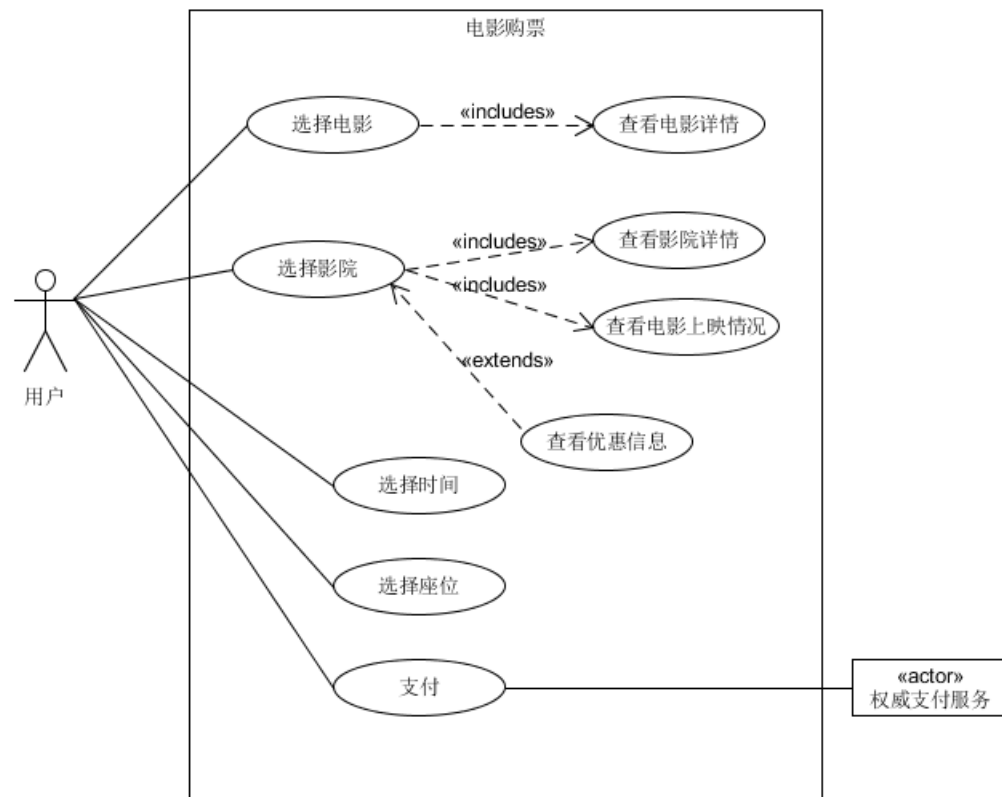 电影购票
选择电影
«includes»
查看电影详情
选择影院
«includes»
查看影院详情
«includes»
查看电影上映情况
«extends»
查看优惠信息
用户
选择时间
选择座位
支付
«actor»
权威支付服务